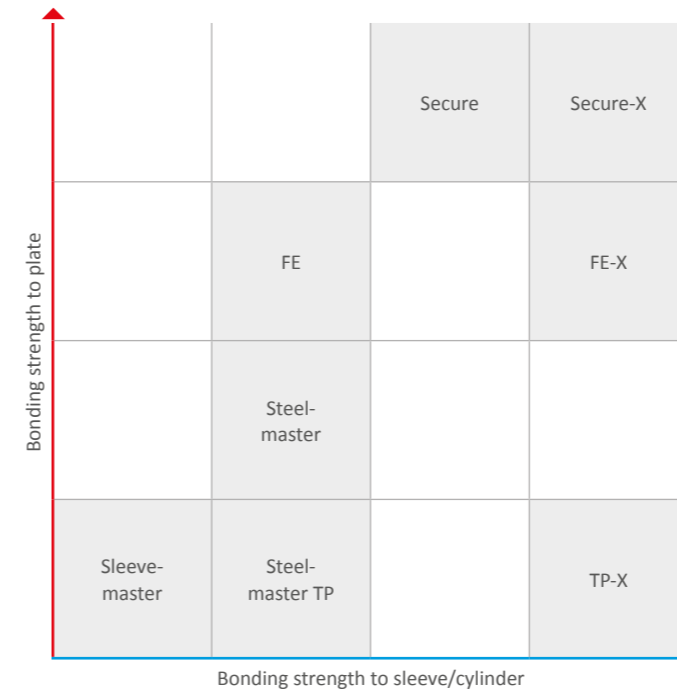 Bonding strength to plate
Secure
Secure-X
FE
FE-X
Steel-
master
Sleeve-
master
Steel-
master TP
TP-X
Bonding strength to sleeve/cylinder